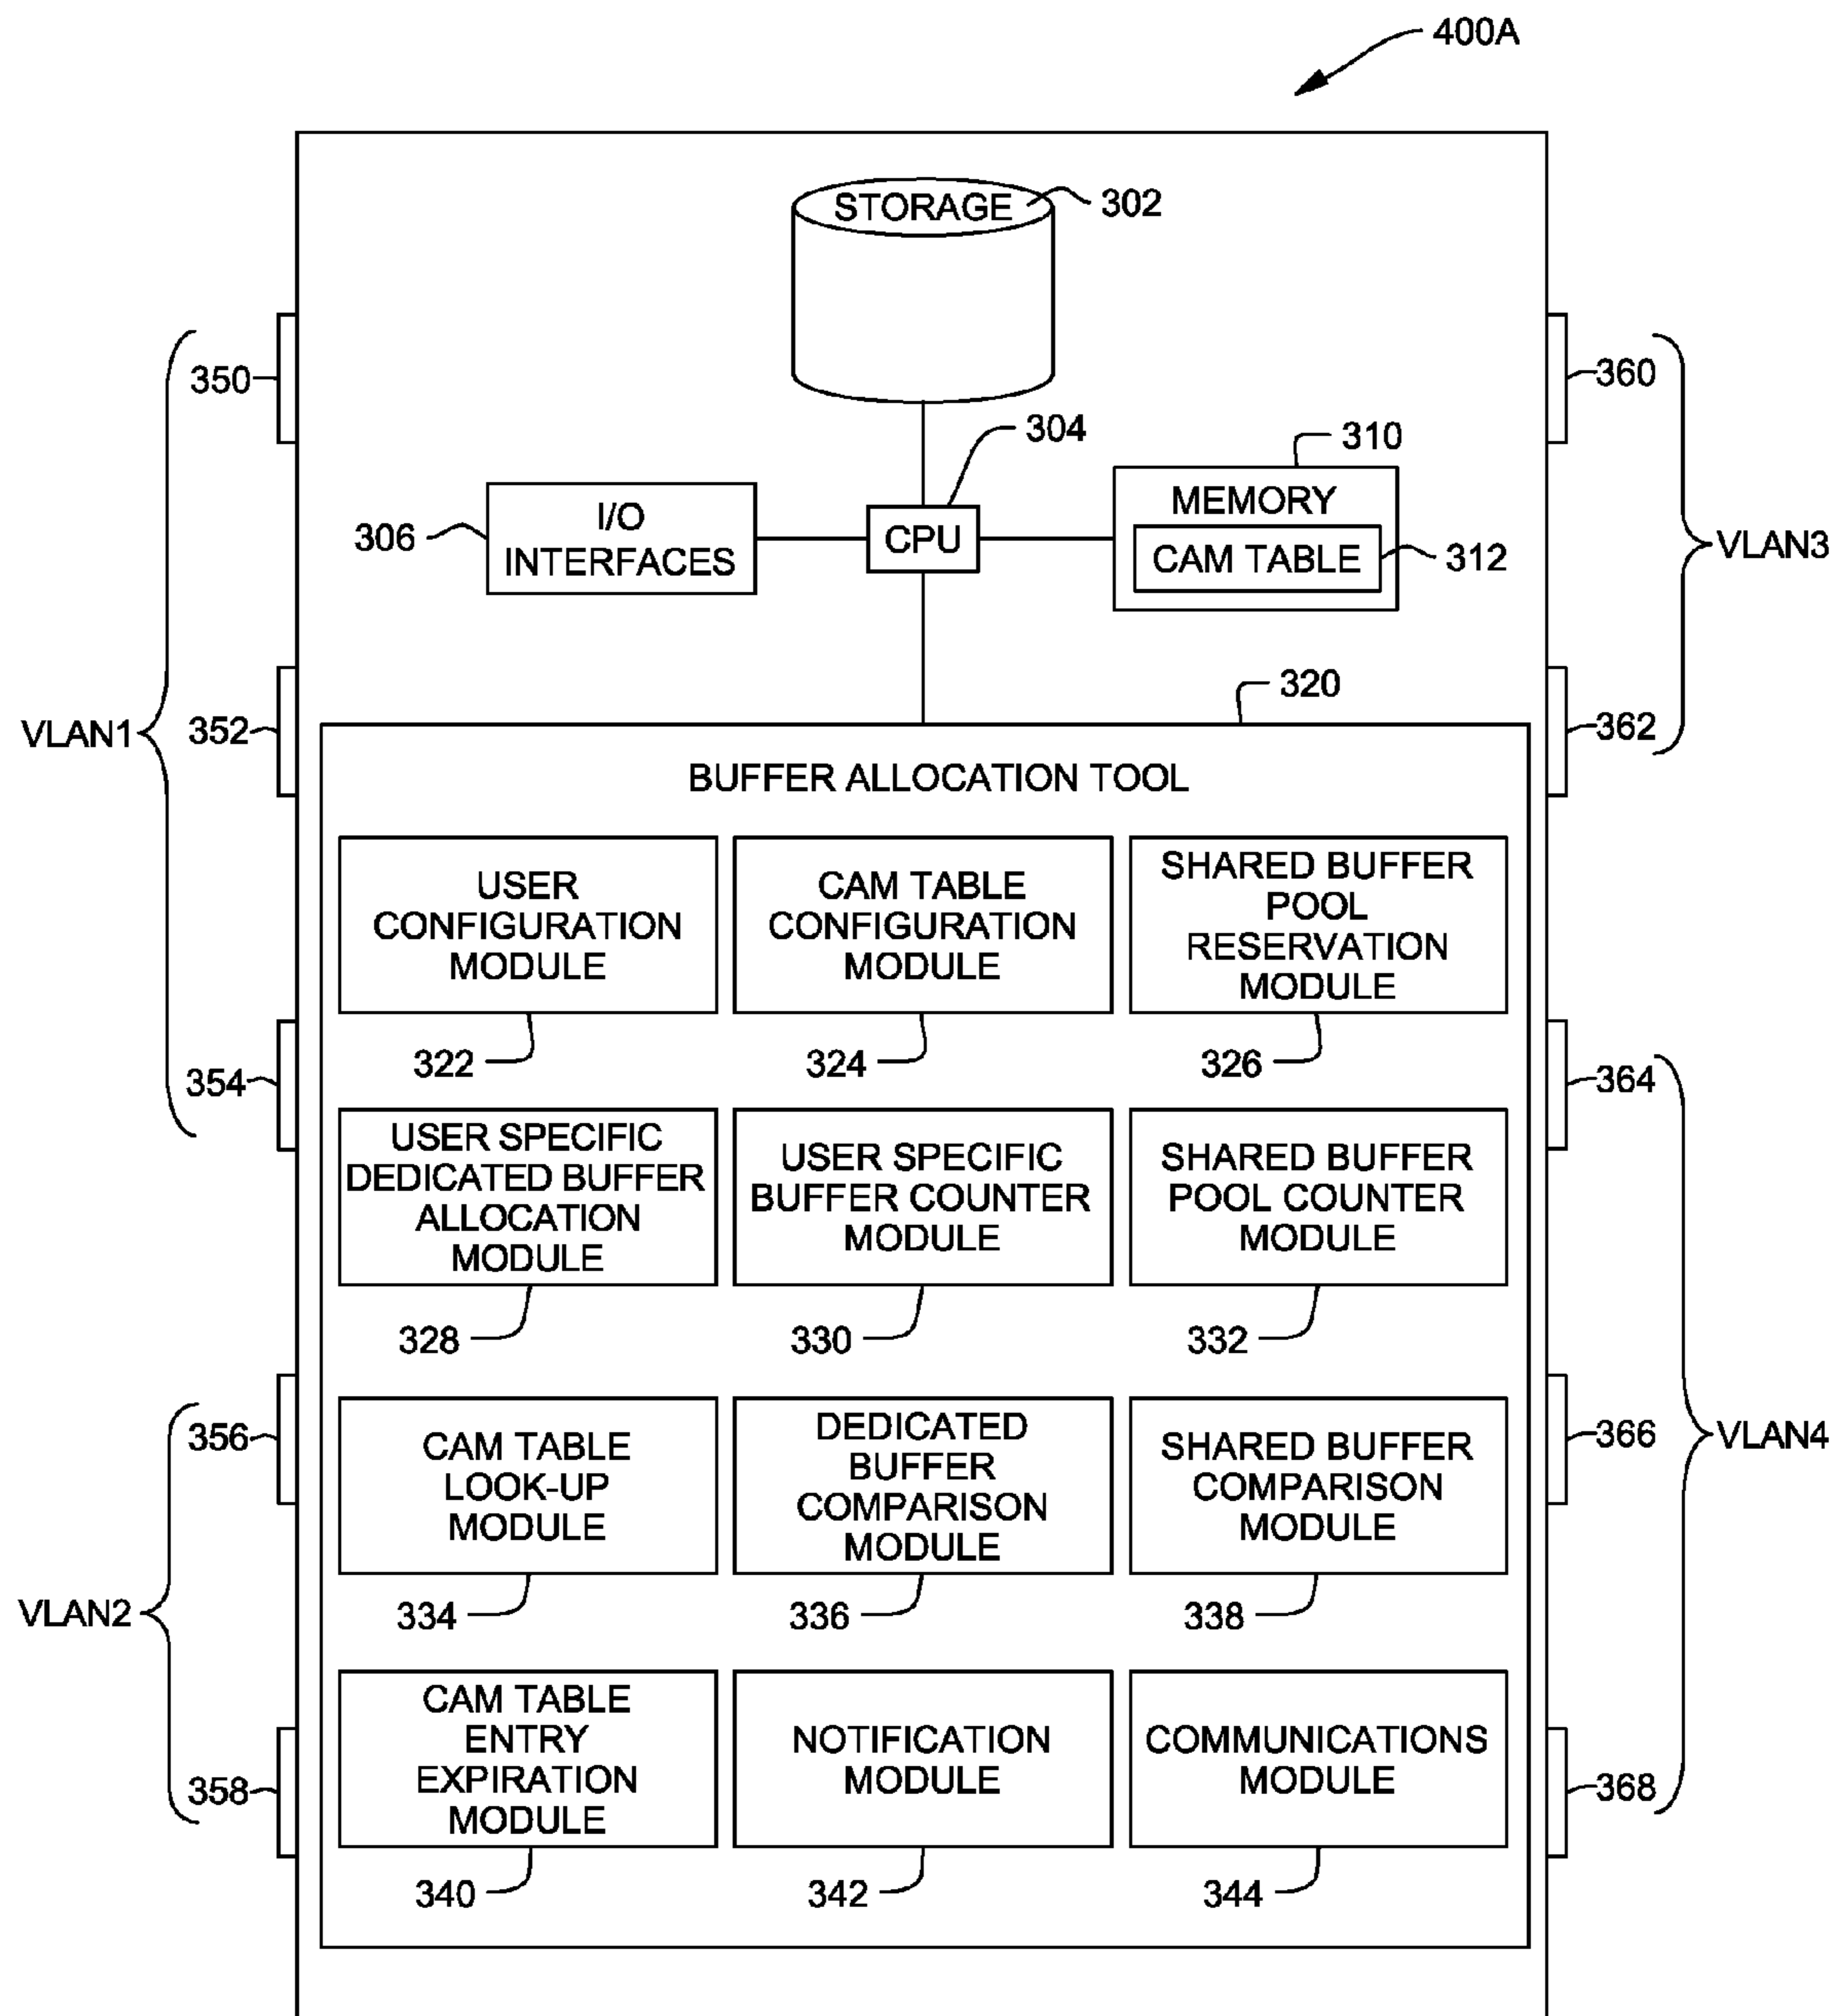 400A
STORAGE
302
350
360
304
310
I/O
INTERFACES
306
CPU
MEMORY
CAM TABLE
312
VLAN3
320
VLAN1
352
362
BUFFER ALLOCATION TOOL
USER
CONFIGURATION
MODULE
322
CAM TABLE
CONFIGURATION
MODULE
324
SHARED BUFFER
POOL
RESERVATION
MODULE
326
354
364
USER SPECIFIC
DEDICATED BUFFER
ALLOCATION
MODULE
328
USER SPECIFIC
BUFFER COUNTER
MODULE
330
SHARED BUFFER
POOL COUNTER
MODULE
332
356
366
VLAN4
CAM TABLE
LOOK-UP
MODULE
334
DEDICATED
BUFFER
COMPARISON
MODULE
336
SHARED BUFFER
COMPARISON
MODULE
338
VLAN2
358
368
CAM TABLE
ENTRY
EXPIRATION
MODULE
340
NOTIFICATION
MODULE
342
COMMUNICATIONS
MODULE
344